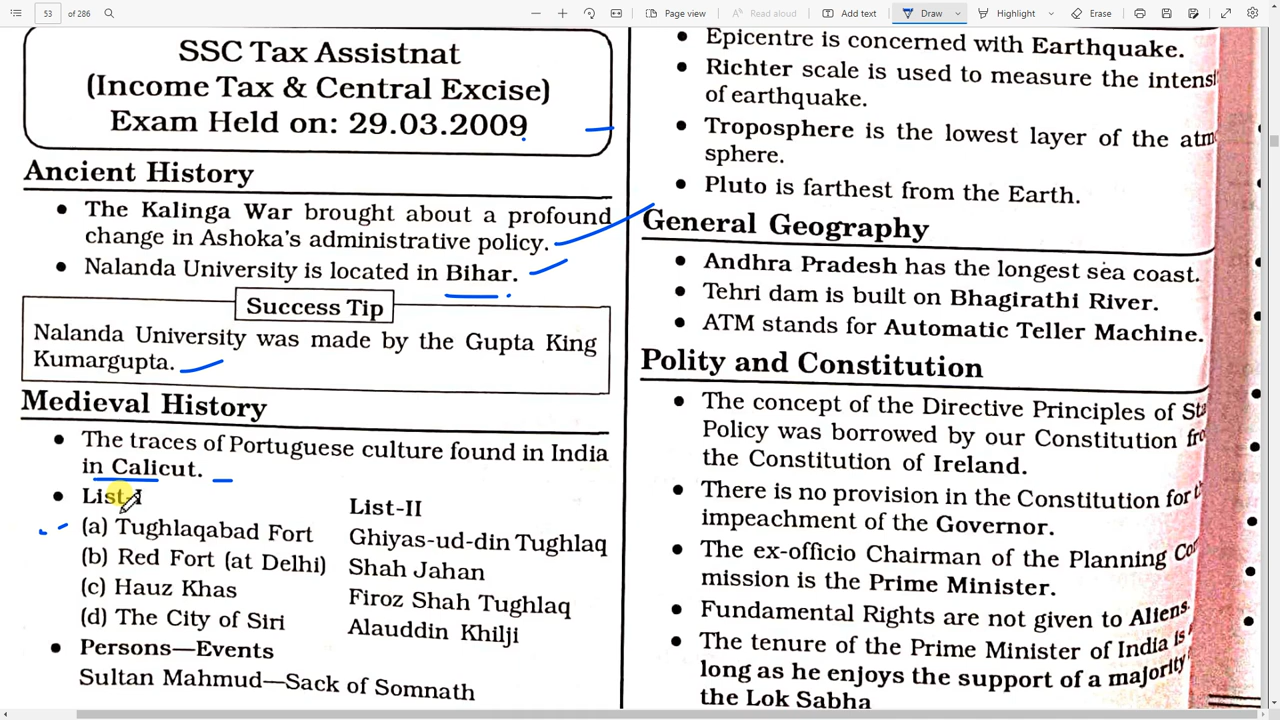 53 of 286
Page view
Read aloud
Add text
Draw
Highlight
Erase
SSC Tax Assistnat
(Income Tax & Central Excise)
Exam Held on: 29.03.2009
Ancient History
• The Kalinga War brought about a profound
change in Ashoka's administrative policy.
• Nalanda University is located in Bihar.
Success Tip
Nalanda University was made by the Gupta King
Kumargupta.
Medieval History
• The traces of Portuguese culture found in India
in Calicut.
• List-I List-II
(a) Tughlaqabad Fort Ghiyas-ud-din Tughlaq
(b) Red Fort (at Delhi) Shah Jahan
(c) Hauz Khas Firoz Shah Tughlaq
(d) The City of Siri Alauddin Khilji
• Persons—Events
Sultan Mahmud—Sack of Somnath
• Epicentre is concerned with Earthquake.
• Richter scale is used to measure the intensi
of earthquake.
• Troposphere is the lowest layer of the atmo
sphere.
• Pluto is farthest from the Earth.
General Geography
• Andhra Pradesh has the longest sea coast.
• Tehri dam is built on Bhagirathi River.
• ATM stands for Automatic Teller Machine.
Polity and Constitution
• The concept of the Directive Principles of Sta
Policy was borrowed by our Constitution fro
the Constitution of Ireland.
• There is no provision in the Constitution for
impeachment of the Governor.
• The ex-officio Chairman of the Planning Com
mission is the Prime Minister.
• Fundamental Rights are not given to Aliens.
• The tenure of the Prime Minister of India is
long as he enjoys the support of a majority
the Lok Sabha